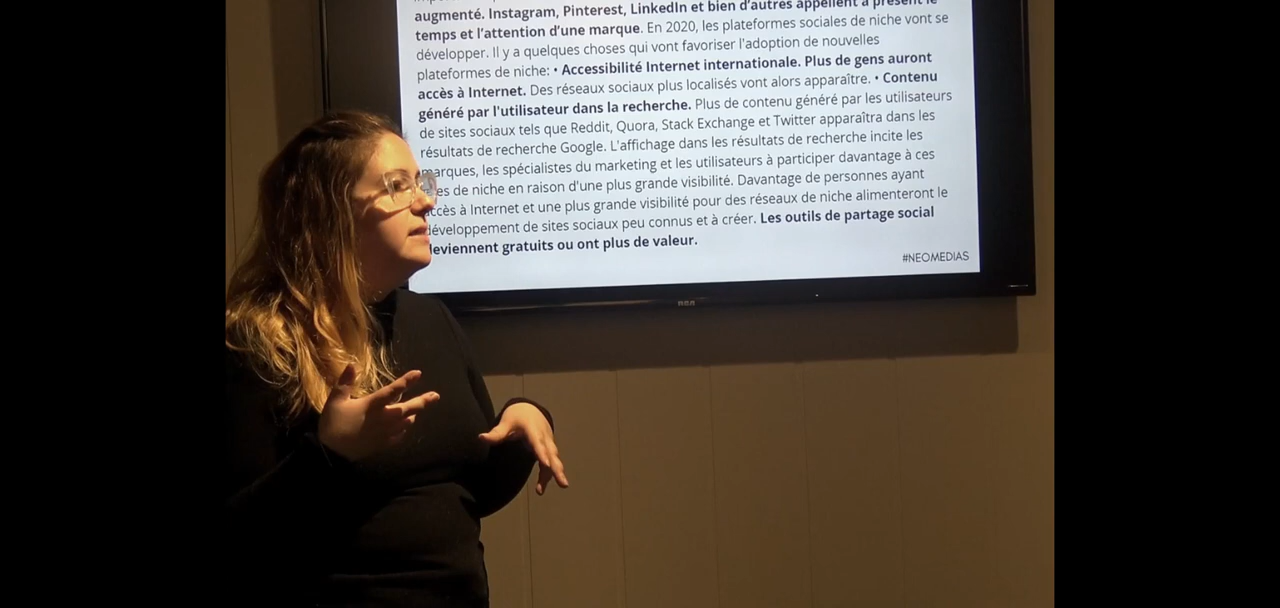 augmenté. Instagram, Pinterest, LinkedIn et bien d'autres appellent à présent le
temps et l'attention d'une marque. En 2020, les plateformes sociales de niche vont se
développer. Il y a quelques choses qui vont favoriser l'adoption de nouvelles
plateformes de niche: • Accessibilité Internet internationale. Plus de gens auront
accès à Internet. Des réseaux sociaux plus localisés vont alors apparaître. • Contenu
généré par l'utilisateur dans la recherche. Plus de contenu généré par les utilisateurs
de sites sociaux tels que Reddit, Quora, Stack Exchange et Twitter apparaîtra dans les
résultats de recherche Google. L'affichage dans les résultats de recherche incite les
marques, les spécialistes du marketing et les utilisateurs à participer davantage à ces
es de niche en raison d'une plus grande visibilité. Davantage de personnes ayant
accès à Internet et une plus grande visibilité pour des réseaux de niche alimenteront le
développement de sites sociaux peu connus et à créer. Les outils de partage social
deviennent gratuits ou ont plus de valeur.
#NEOMEDIAS
RCA